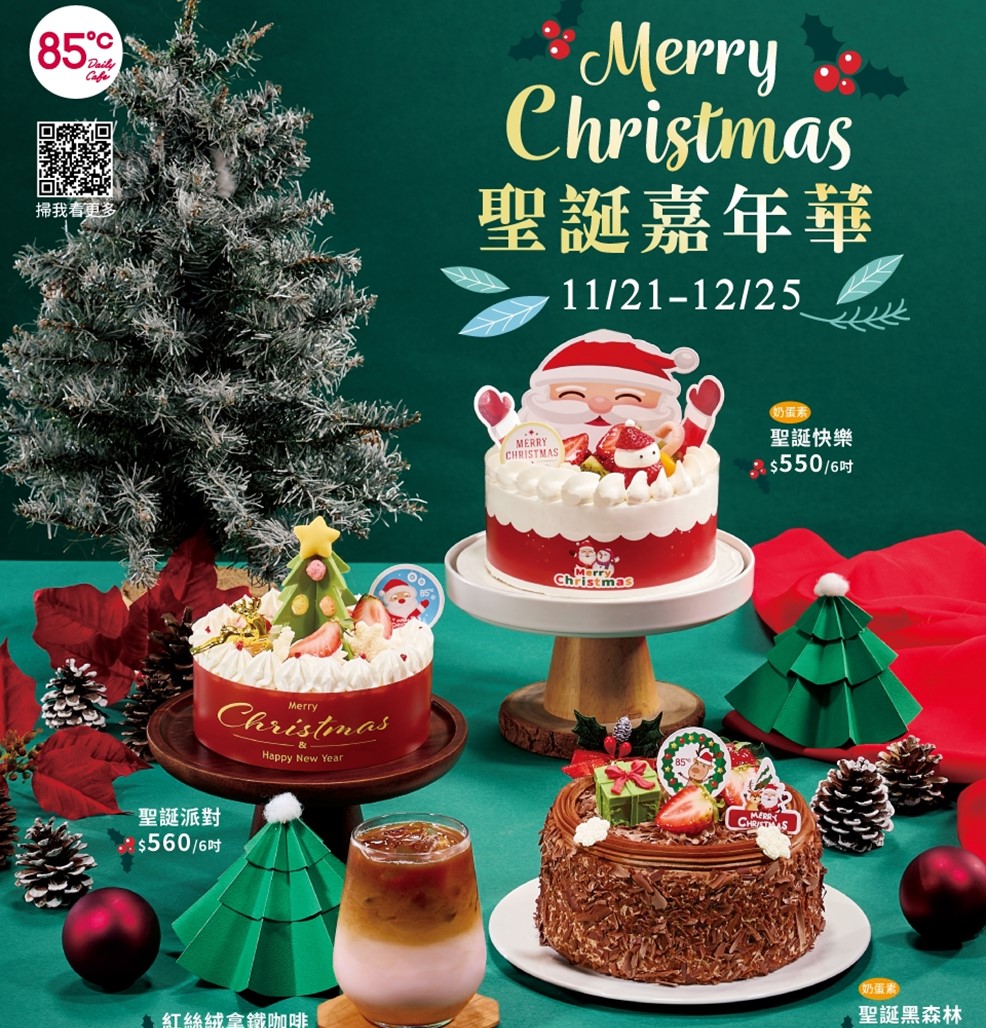 85°C
Daily
Cafe
掃我看更多
Merry
Christmas
聖誕嘉年華
11/21-12/25
奶蛋素
聖誕快樂
$550/6吋
MERRY
CHRISTMAS
Merry
Christmas
85°
Merry
Christmas
&
Happy New Year
聖誕派對
$560/6吋
85°
MERRY
CHRISTMAS
紅絲絨拿鐵咖啡
奶蛋素
聖誕黑森林